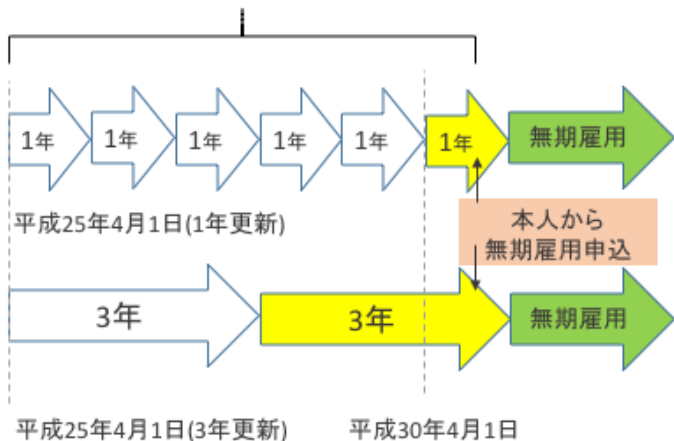 1年 1年 1年 1年 1年 1年 無期雇用
平成25年4月1日(1年更新)
本人から
無期雇用申込
3年 3年 無期雇用
平成25年4月1日(3年更新) 平成30年4月1日